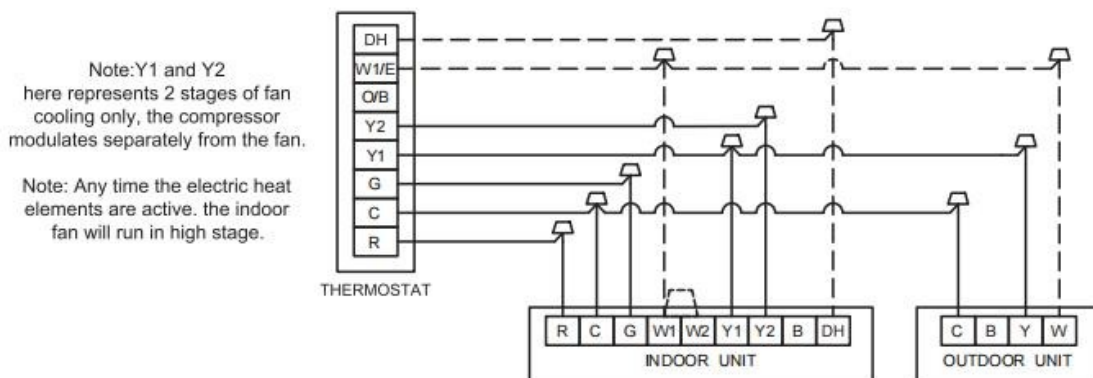 Note:Y1 and Y2
here represents 2 stages of fan
cooling only, the compressor
modulates separately from the fan.
Note: Any time the electric heat
elements are active. the indoor
fan will run in high stage.
DH
W1/E
O/B
Y2
Y1
G
C
R
THERMOSTAT
R C G W1 W2 Y1 Y2 B DH
INDOOR UNIT
C B Y W
OUTDOOR UNIT